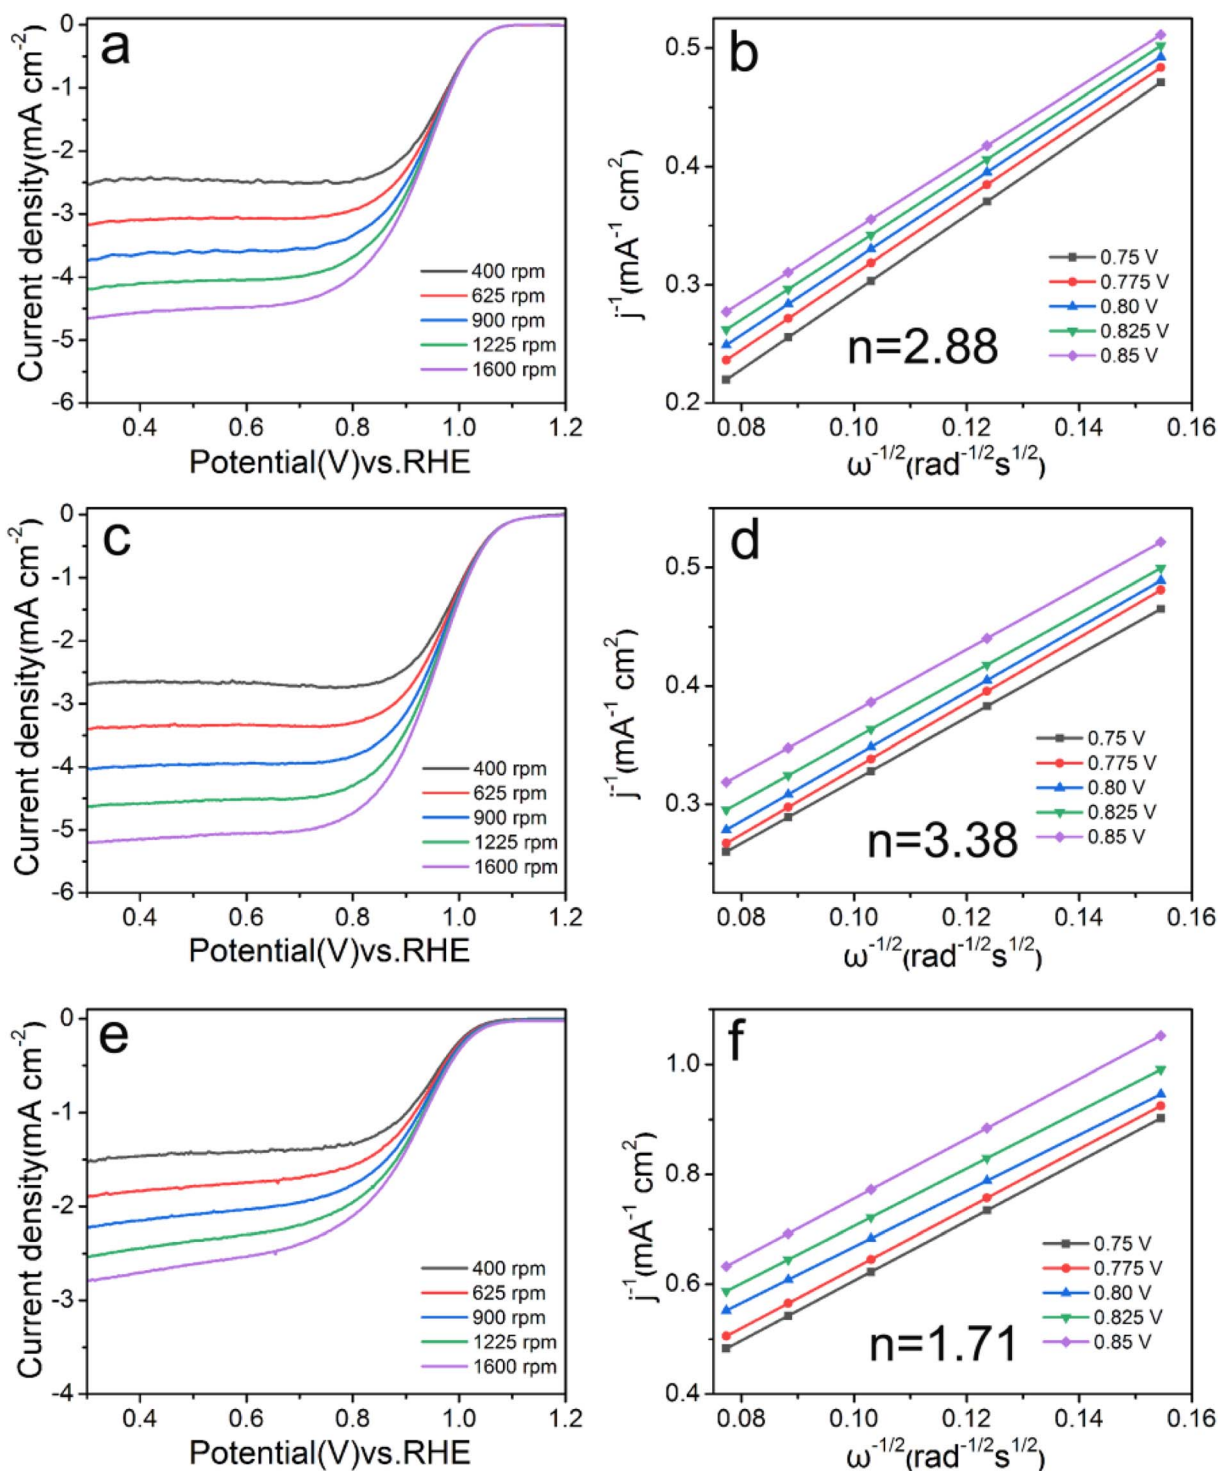 a
0
-1
-2
-3
-4
-5
-6
Current density(mA cm⁻²)
400 rpm
625 rpm
900 rpm
1225 rpm
1600 rpm
0.4 0.6 0.8 1.0 1.2
Potential(V)vs.RHE
b
0.5
0.4
0.3
0.2
j⁻¹(mA⁻¹ cm²)
0.75 V
0.775 V
0.80 V
0.825 V
0.85 V
n=2.88
0.08 0.10 0.12 0.14 0.16
ω⁻¹/²(rad⁻¹/²s¹/²)
c
0
-1
-2
-3
-4
-5
-6
Current density(mA cm⁻²)
400 rpm
625 rpm
900 rpm
1225 rpm
1600 rpm
0.4 0.6 0.8 1.0 1.2
Potential(V)vs.RHE
d
0.5
0.4
0.3
j⁻¹(mA⁻¹ cm²)
0.75 V
0.775 V
0.80 V
0.825 V
0.85 V
n=3.38
0.08 0.10 0.12 0.14 0.16
ω⁻¹/²(rad⁻¹/²s¹/²)
e
0
-1
-2
-3
-4
Current density(mA cm⁻²)
400 rpm
625 rpm
900 rpm
1225 rpm
1600 rpm
0.4 0.6 0.8 1.0 1.2
Potential(V)vs.RHE
f
1.0
0.8
0.6
0.4
j⁻¹(mA⁻¹ cm²)
0.75 V
0.775 V
0.80 V
0.825 V
0.85 V
n=1.71
0.08 0.10 0.12 0.14 0.16
ω⁻¹/²(rad⁻¹/²s¹/²)